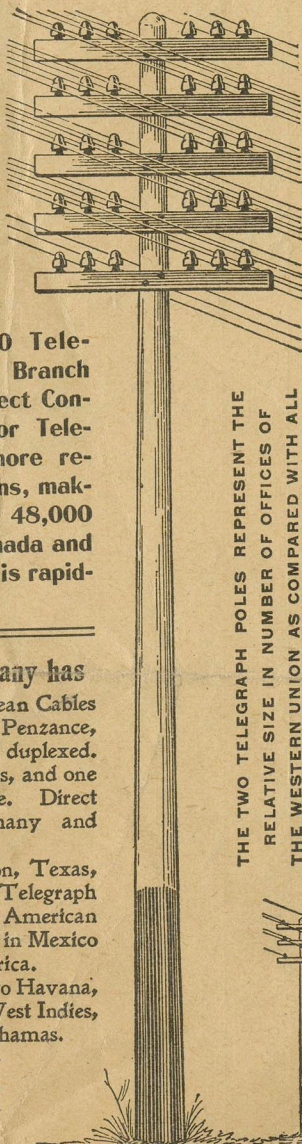 0 Tele-
Branch
ect Con-
or Tele-
nore re-
ns, mak-
48,000
nada and
is rapid-
any has
ean Cables
Penzance,
duplexed.
s, and one
e. Direct
many and
on, Texas,
Telegraph
American
in Mexico
rica.
o Havana,
West Indies,
hamas.
THE TWO TELEGRAPH POLES REPRESENT THE
RELATIVE SIZE IN NUMBER OF OFFICES OF
THE WESTERN UNION AS COMPARED WITH ALL